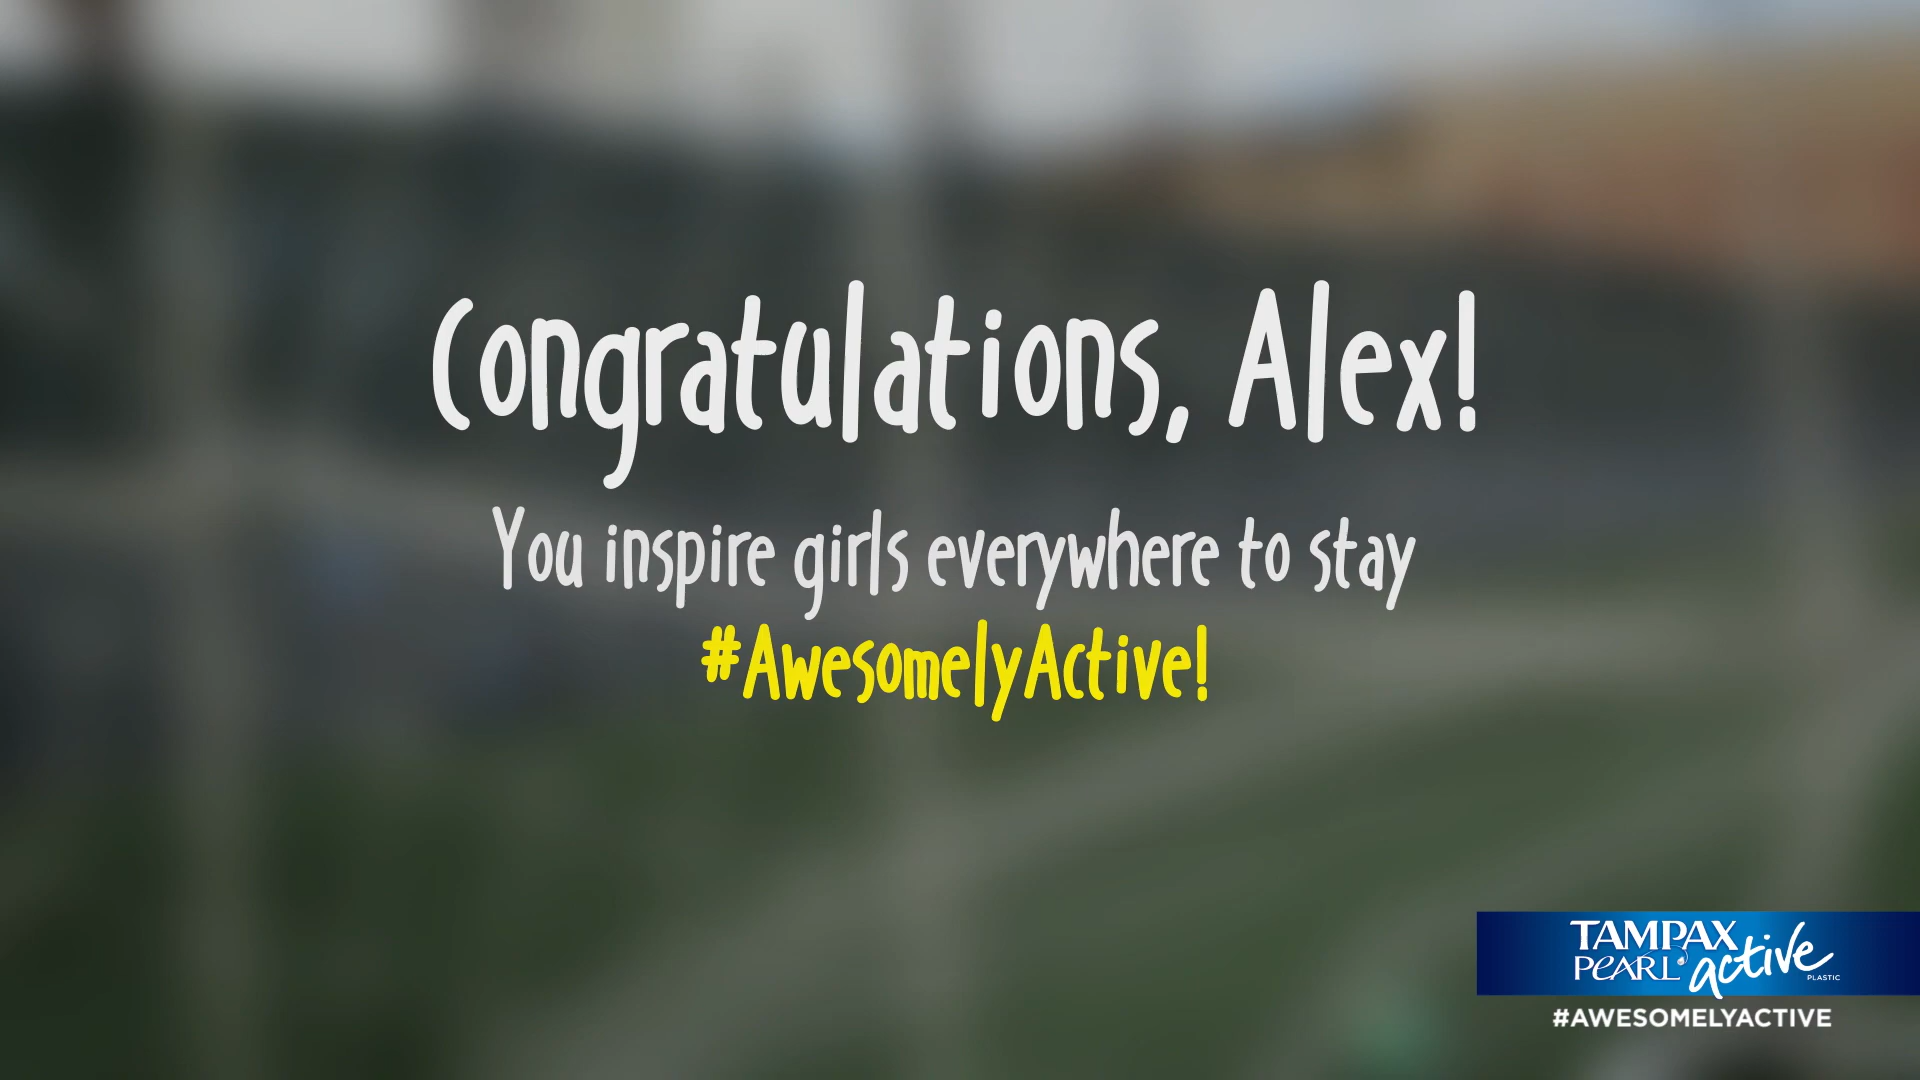 Congratulations, Alex!
You inspire girls everywhere to stay
#AwesomelyActive!
TAMPAX
PEARL active
PLASTIC
#AWESOMELYACTIVE